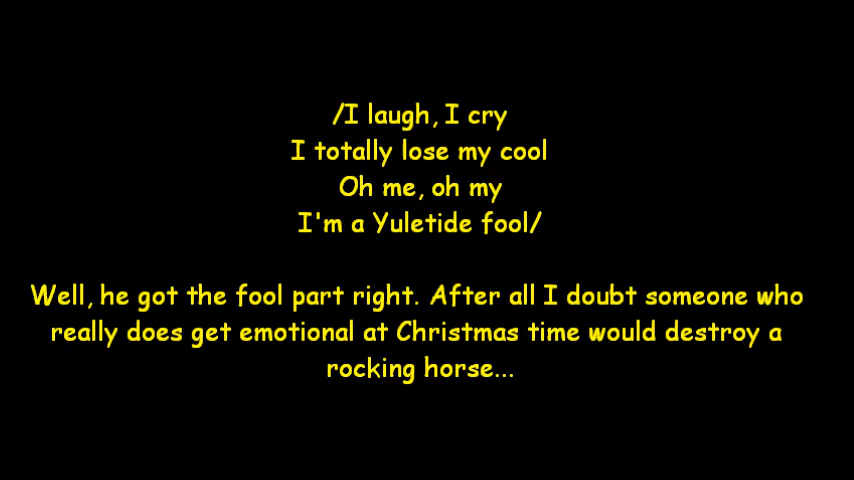 /I laugh, I cry
I totally lose my cool
Oh me, oh my
I'm a Yuletide fool/
Well, he got the fool part right. After all I doubt someone who
really does get emotional at Christmas time would destroy a
rocking horse...